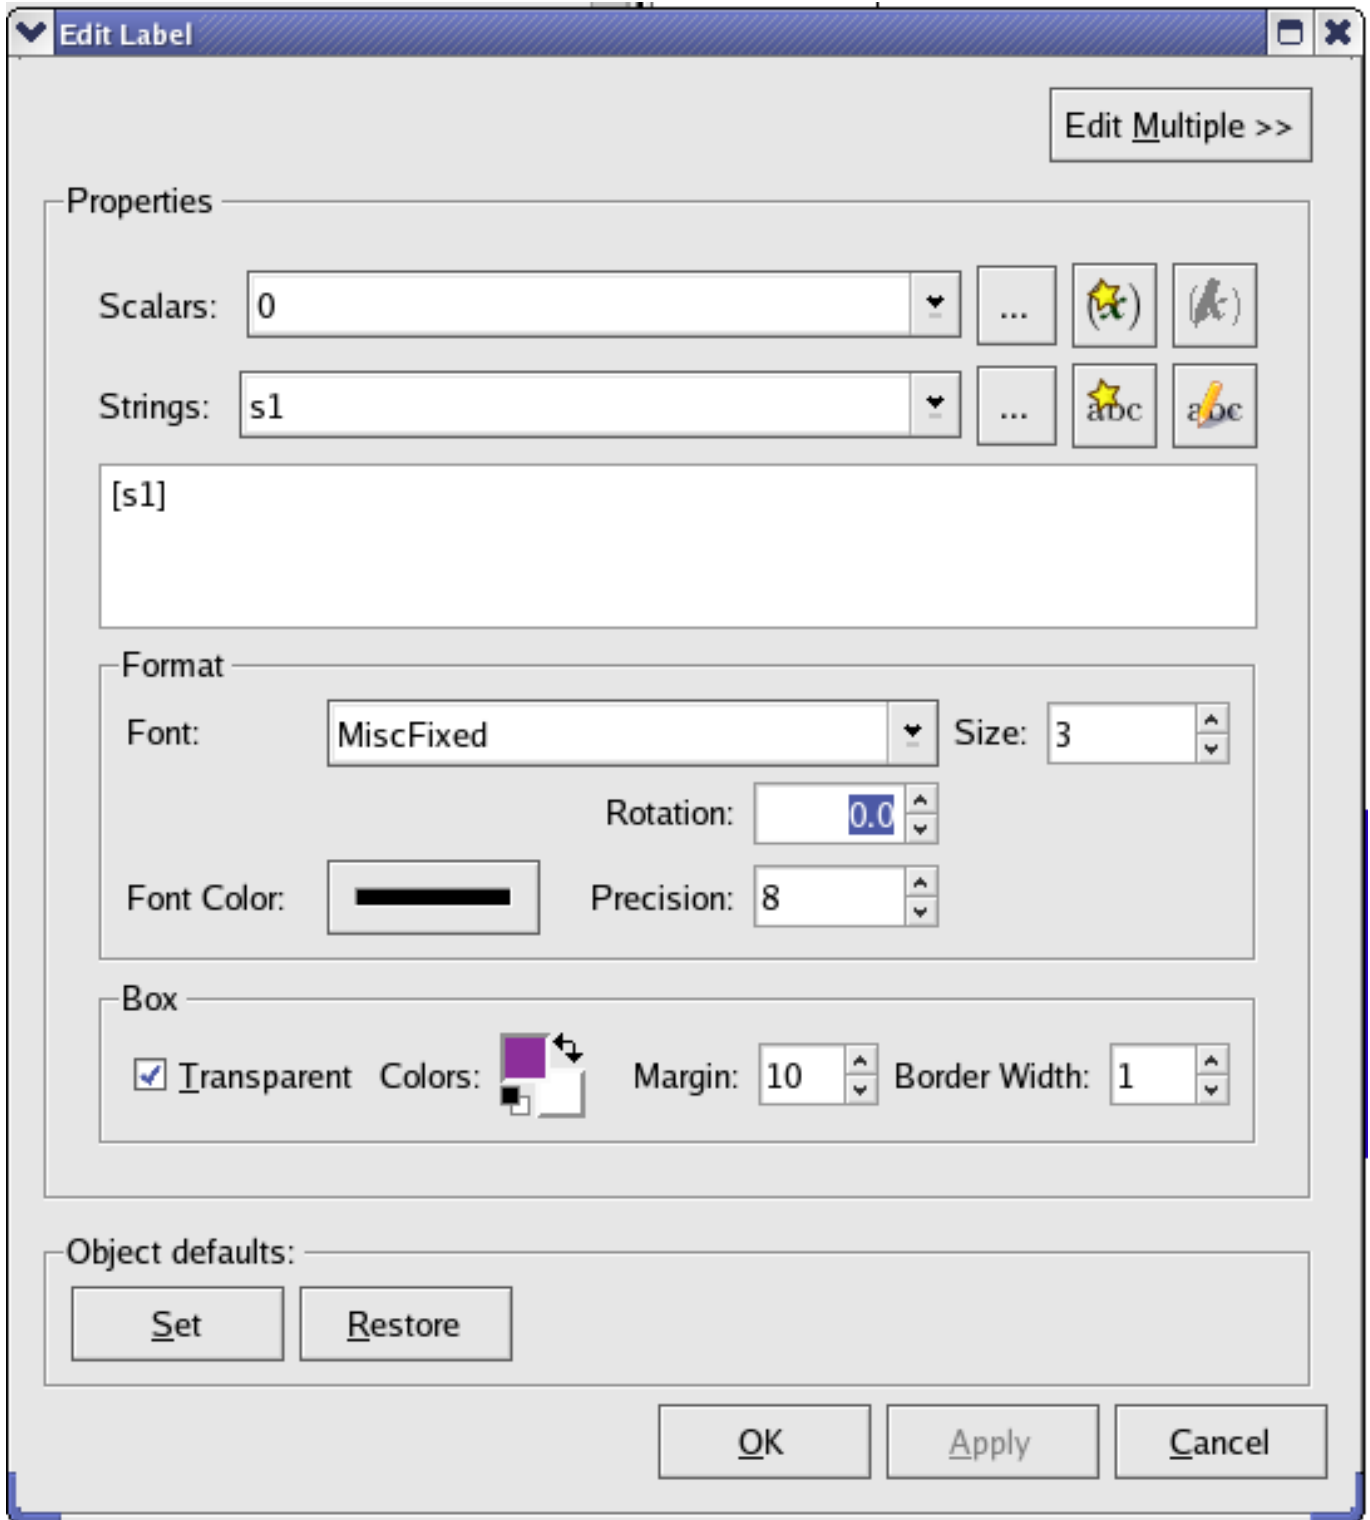 Edit Label
Edit Multiple >>
Properties
Scalars: 0 ...
Strings: s1 ... abc abc
[s1]
Format
Font: MiscFixed Size: 3
Rotation: 0.0
Font Color: Precision: 8
Box
Transparent Colors: Margin: 10 Border Width: 1
Object defaults:
Set Restore
OK Apply Cancel